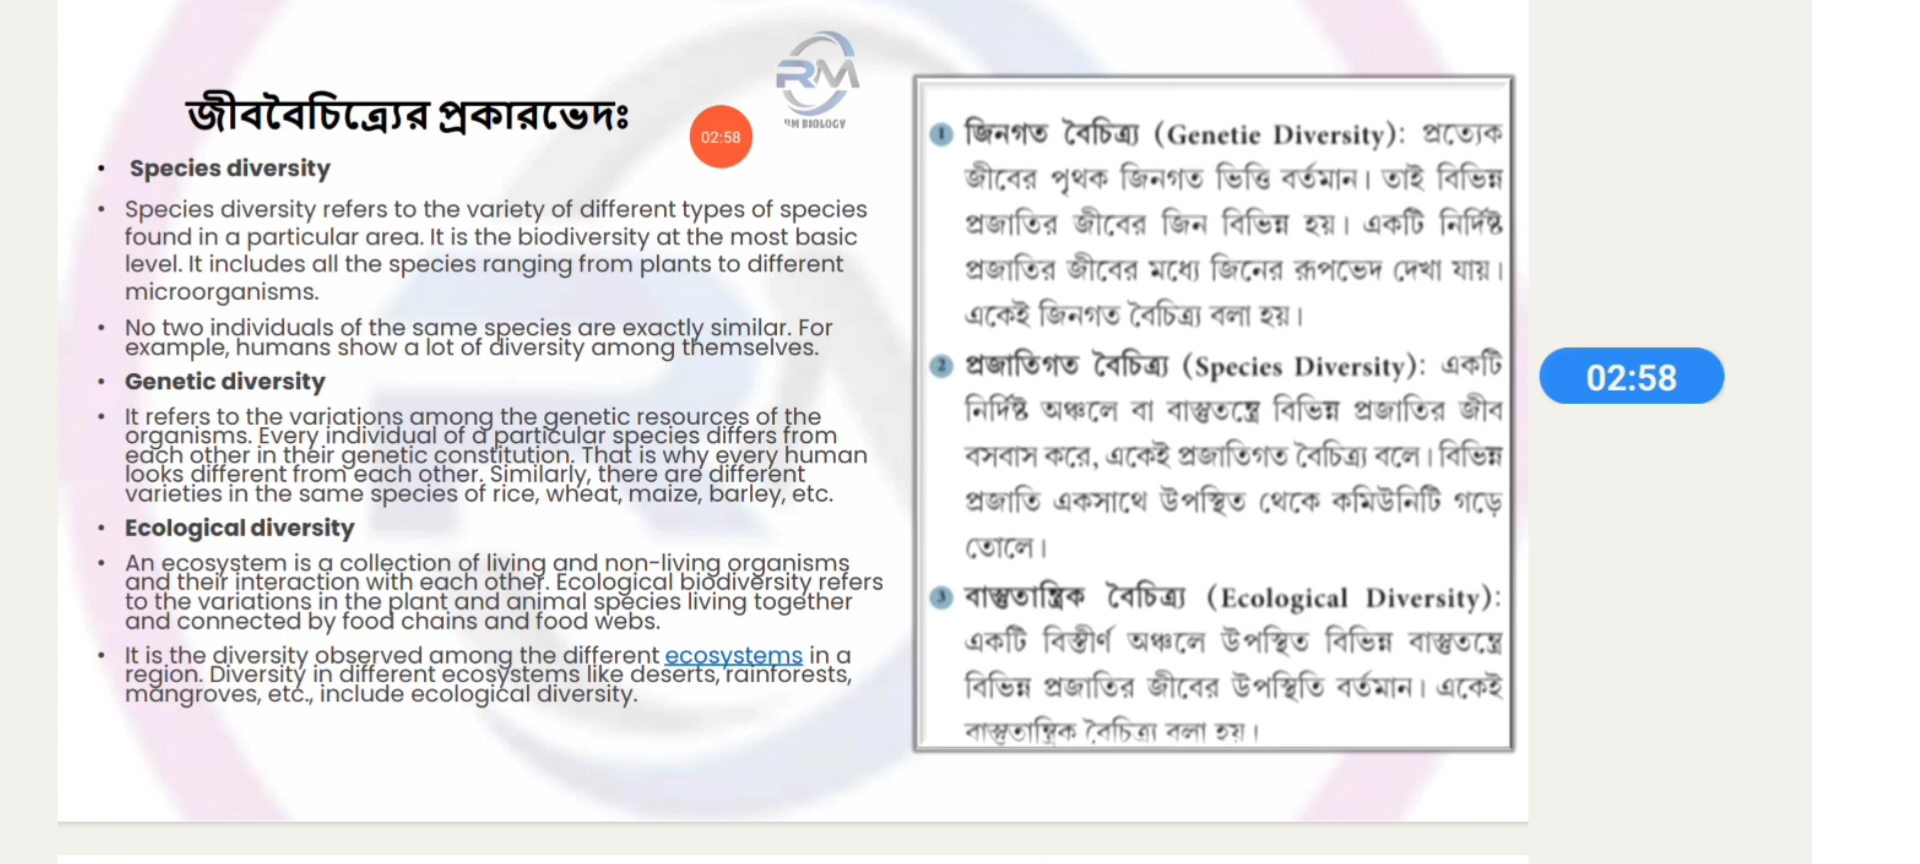 RM BIOLOGY
জীববৈচিত্র্যের প্রকারভেদঃ
02:58
• Species diversity
• Species diversity refers to the variety of different types of species
found in a particular area. It is the biodiversity at the most basic
level. It includes all the species ranging from plants to different
microorganisms.
• No two individuals of the same species are exactly similar. For
example, humans show a lot of diversity among themselves.
• Genetic diversity
• It refers to the variations among the genetic resources of the
organisms. Every individual of a particular species differs from
each other in their genetic constitution. That is why every human
looks different from each other. Similarly, there are different
varieties in the same species of rice, wheat, maize, barley, etc.
• Ecological diversity
• An ecosystem is a collection of living and non-living organisms
and their interaction with each other. Ecological biodiversity refers
to the variations in the plant and animal species living together
and connected by food chains and food webs.
• It is the diversity observed among the different ecosystems in a
region. Diversity in different ecosystems like deserts, rainforests,
mangroves, etc., include ecological diversity.
1 জিনগত বৈচিত্র্য (Genetie Diversity): প্রত্যেক
জীবের পৃথক জিনগত ভিত্তি বর্তমান। তাই বিভিন্ন
প্রজাতির জীবের জিন বিভিন্ন হয়। একটি নির্দিষ্ট
প্রজাতির জীবের মধ্যে জিনের রূপভেদ দেখা যায়।
একেই জিনগত বৈচিত্র্য বলা হয়।
2 প্রজাতিগত বৈচিত্র্য (Species Diversity): একটি
নির্দিষ্ট অঞ্চলে বা বাস্তুতন্ত্রে বিভিন্ন প্রজাতির জীব
বসবাস করে, একেই প্রজাতিগত বৈচিত্র্য বলে। বিভিন্ন
প্রজাতি একসাথে উপস্থিত থেকে কমিউনিটি গড়ে
তোলে।
3 বাস্তুতান্ত্রিক বৈচিত্র্য (Ecological Diversity):
একটি বিস্তীর্ণ অঞ্চলে উপস্থিত বিভিন্ন বাস্তুতন্ত্রে
বিভিন্ন প্রজাতির জীবের উপস্থিতি বর্তমান। একেই
বাস্তুতান্ত্রিক বৈচিত্র্য বলা হয়।
02:58